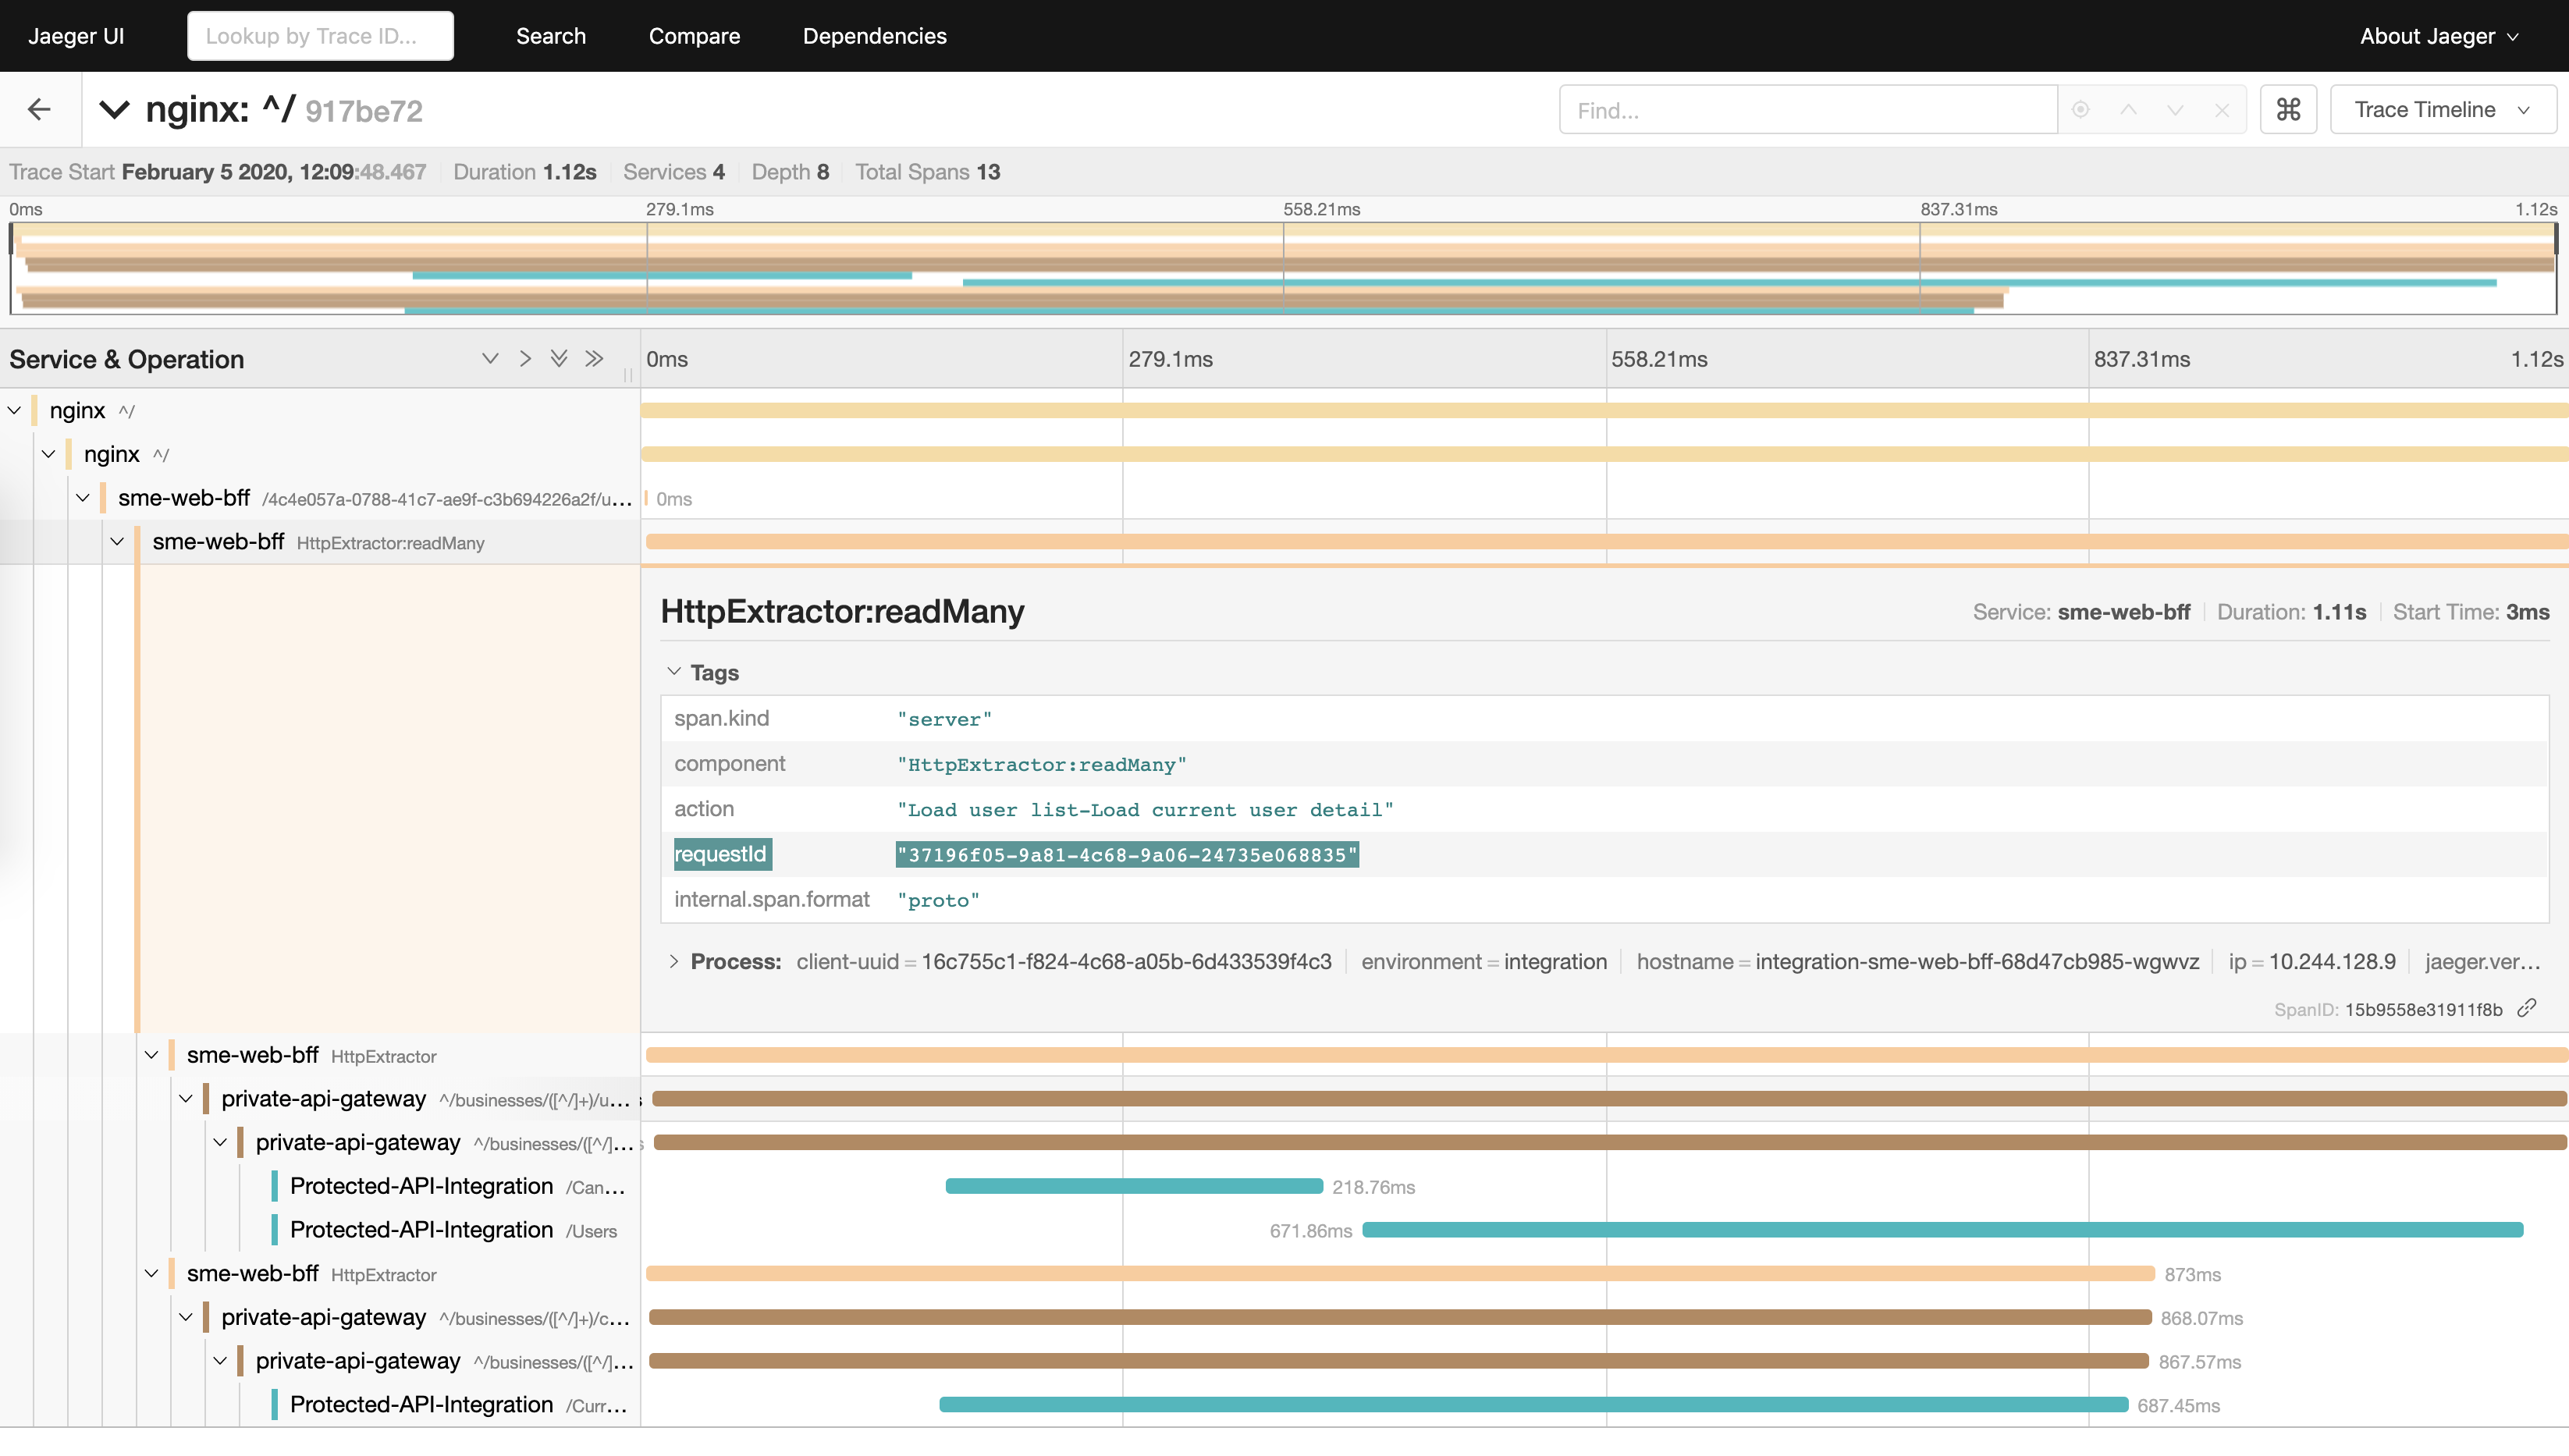 Jaeger UI Lookup by Trace ID... Search Compare Dependencies About Jaeger
nginx: ^/ 917be72 Find... ⌘ Trace Timeline
Trace Start February 5 2020, 12:09:48.467 Duration 1.12s Services 4 Depth 8 Total Spans 13
0ms 279.1ms 558.21ms 837.31ms 1.12s
Service & Operation 0ms 279.1ms 558.21ms 837.31ms 1.12s
nginx ^/
nginx ^/
sme-web-bff /4c4e057a-0788-41c7-ae9f-c3b694226a2f/u... 0ms
sme-web-bff HttpExtractor:readMany
HttpExtractor:readMany Service: sme-web-bff Duration: 1.11s Start Time: 3ms
Tags
span.kind "server"
component "HttpExtractor:readMany"
action "Load user list-Load current user detail"
requestId "37196f05-9a81-4c68-9a06-24735e068835"
internal.span.format "proto"
Process: client-uuid = 16c755c1-f824-4c68-a05b-6d433539f4c3 environment = integration hostname = integration-sme-web-bff-68d47cb985-wgwvz ip = 10.244.128.9 jaeger.ver...
SpanID: 15b9558e31911f8b
sme-web-bff HttpExtractor
private-api-gateway ^/businesses/([^/]+)/u...
private-api-gateway ^/businesses/([^/]...
Protected-API-Integration /Can... 218.76ms
Protected-API-Integration /Users 671.86ms
sme-web-bff HttpExtractor 873ms
private-api-gateway ^/businesses/([^/]+)/c... 868.07ms
private-api-gateway ^/businesses/([^/]... 867.57ms
Protected-API-Integration /Curr... 687.45ms